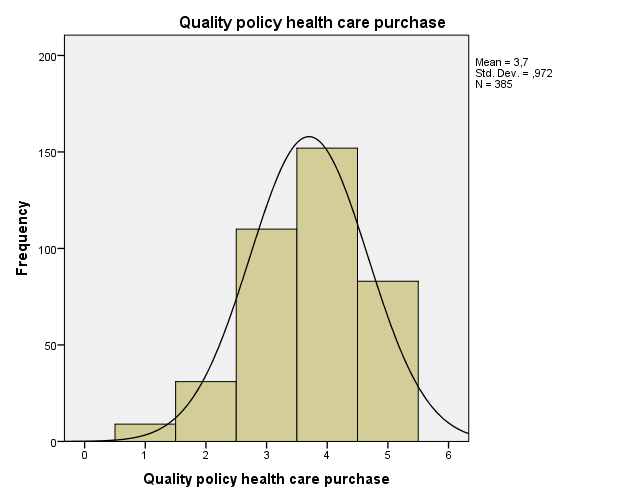 Quality policy health care purchase
Mean = 3,7
Std. Dev. = ,972
N = 385
Frequency
200
150
100
50
0
0 1 2 3 4 5 6
Quality policy health care purchase